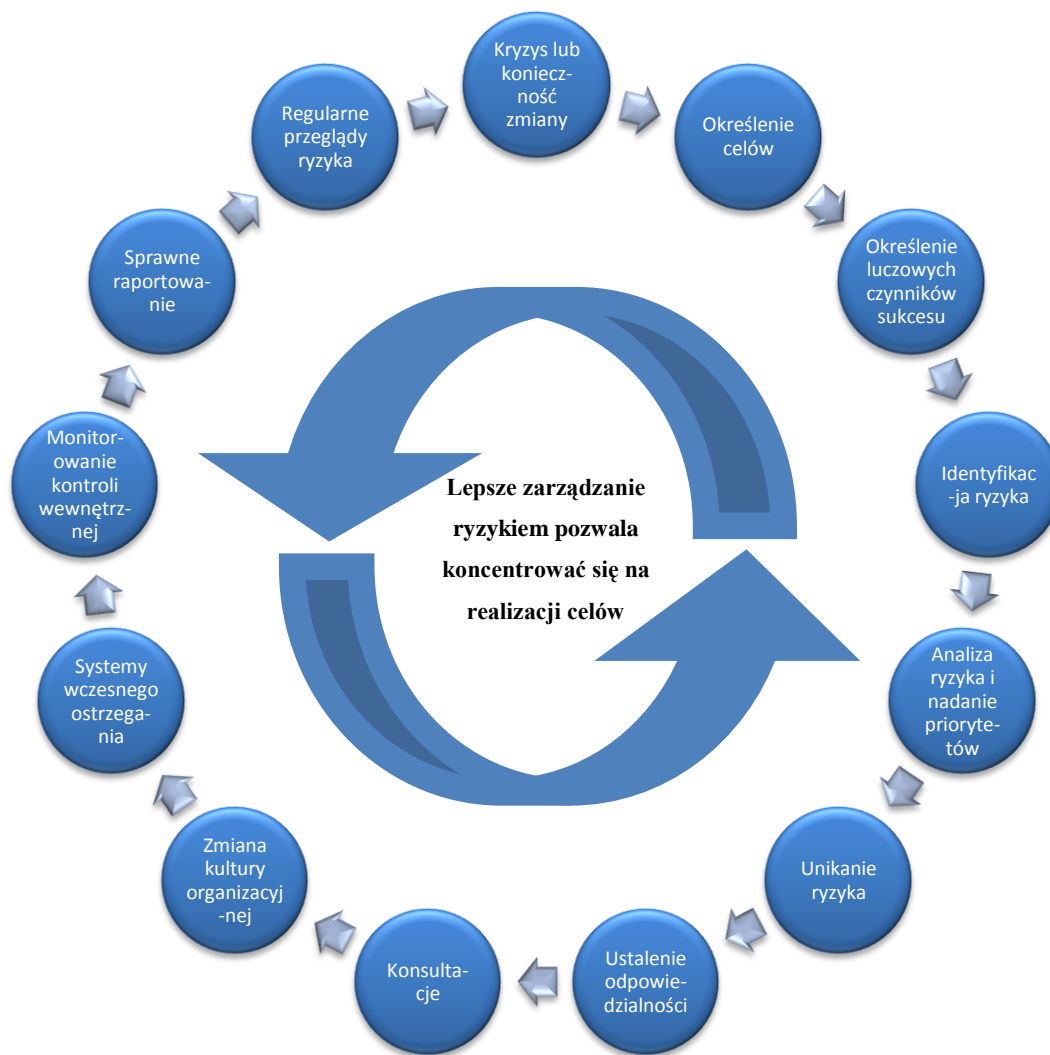 Kryzys lub
koniecz-
ność
zmiany
Określenie
celów
Określenie
luczowych
czynników
sukcesu
Identyfikac
-ja ryzyka
Analiza
ryzyka i
nadanie
prioryte-
tów
Unikanie
ryzyka
Ustalenie
odpowie-
dzialności
Konsulta-
cje
Zmiana
kultury
organizacyj
-nej
Systemy
wczesnego
ostrzega-
nia
Monitor-
owanie
kontroli
wewnętrz-
nej
Sprawne
raportowa-
nie
Regularne
przeglądy
ryzyka
Lepsze zarządzanie
ryzykiem pozwala
koncentrować się na
realizacji celów